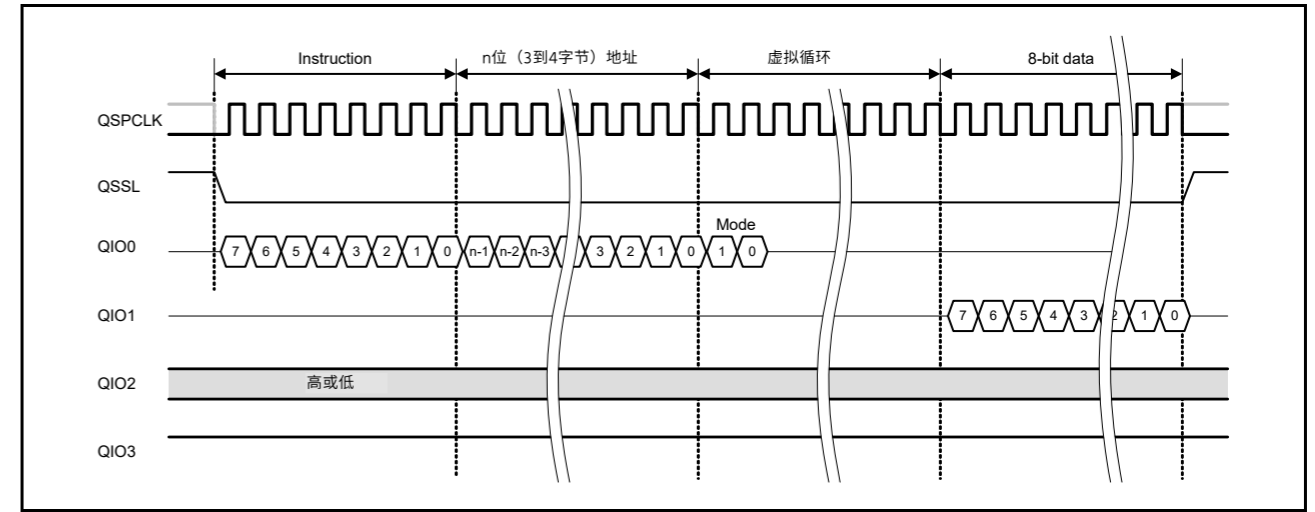 Instruction n位（3到4字节）地址 虚拟循环 8-bit data
QSPCLK
QSSL
Mode
QIO0 7 6 5 4 3 2 1 0 n-1 n-2 n-3 3 2 1 0 1 0
QIO1 7 6 5 4 3 2 1 0
QIO2 高或低
QIO3